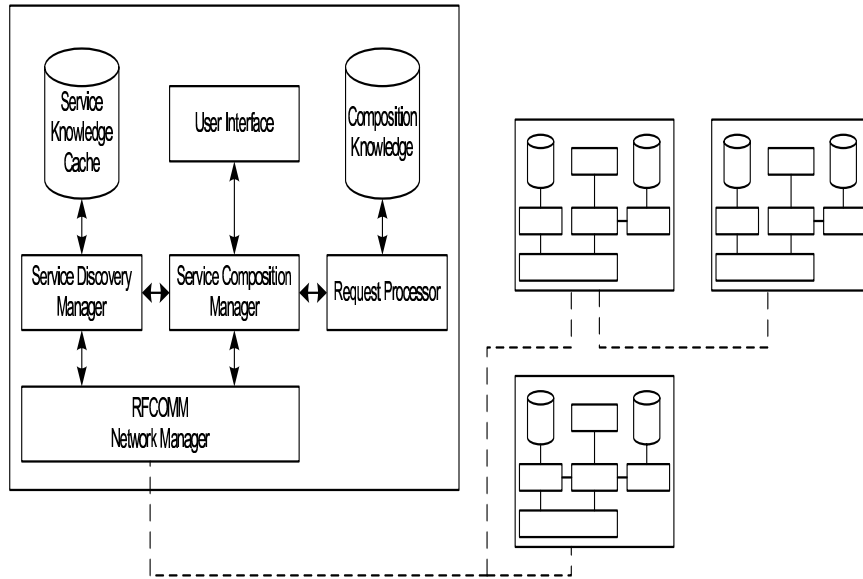 Service
Knowledge
Cache
User Interface
Composition
Knowledge
Service Discovery
Manager
Service Composition
Manager
Request Processor
RFCOMM
Network Manager